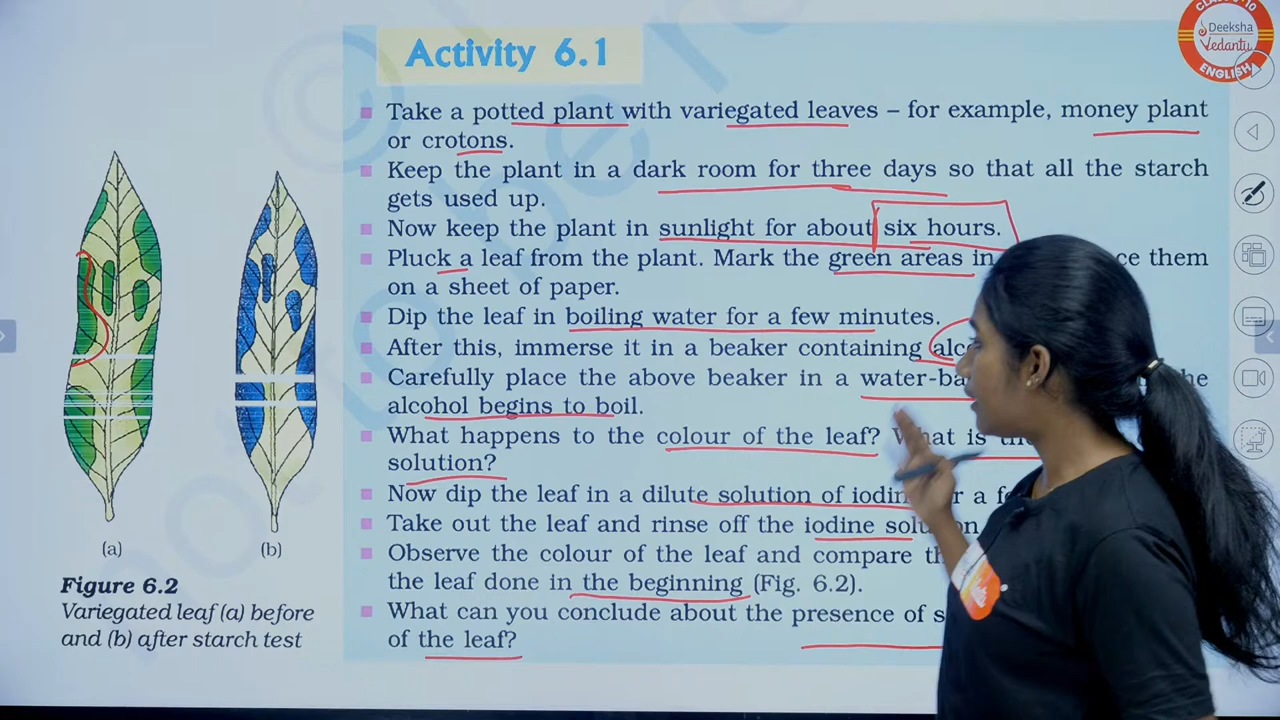 Activity 6.1
CLASS 10
Deeksha
Vedantu
ENGLISH
Take a potted plant with variegated leaves – for example, money plant
or crotons.
Keep the plant in a dark room for three days so that all the starch
gets used up.
Now keep the plant in sunlight for about six hours.
Pluck a leaf from the plant. Mark the green areas in them
on a sheet of paper.
Dip the leaf in boiling water for a few minutes.
After this, immerse it in a beaker containing
Carefully place the above beaker in a
alcohol begins to boil.
What happens to the colour of the leaf? What is
solution?
Now dip the leaf in a dilute solution of a
Take out the leaf and rinse off the iodine
Observe the colour of the leaf and compare
the leaf done in the beginning (Fig. 6.2).
What can you conclude about the presence of
of the leaf?
(a)
(b)
Figure 6.2
Variegated leaf (a) before
and (b) after starch test